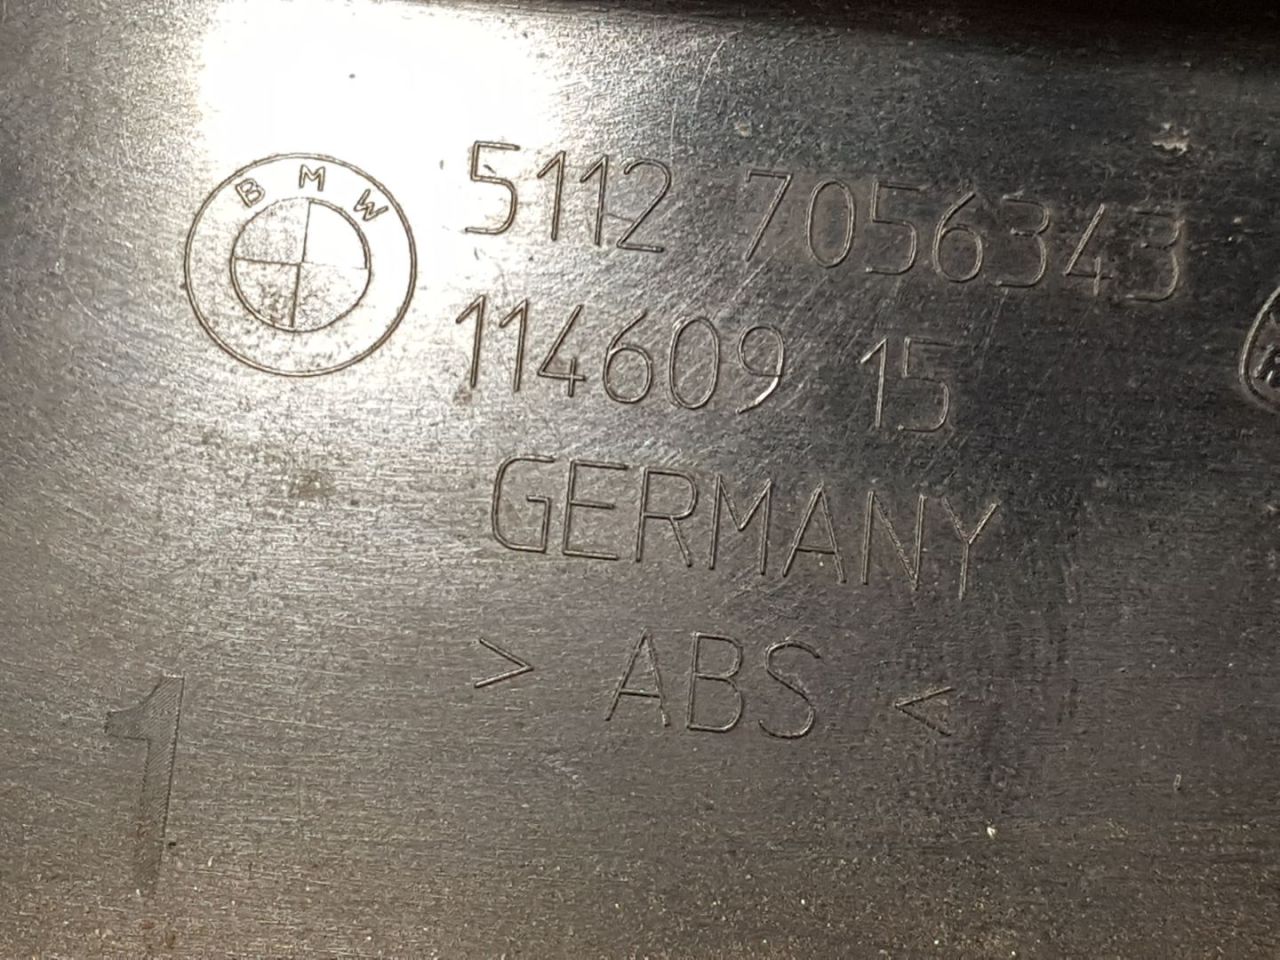 BMW
5112 7056343
114609 15
GERMANY
> ABS <
1